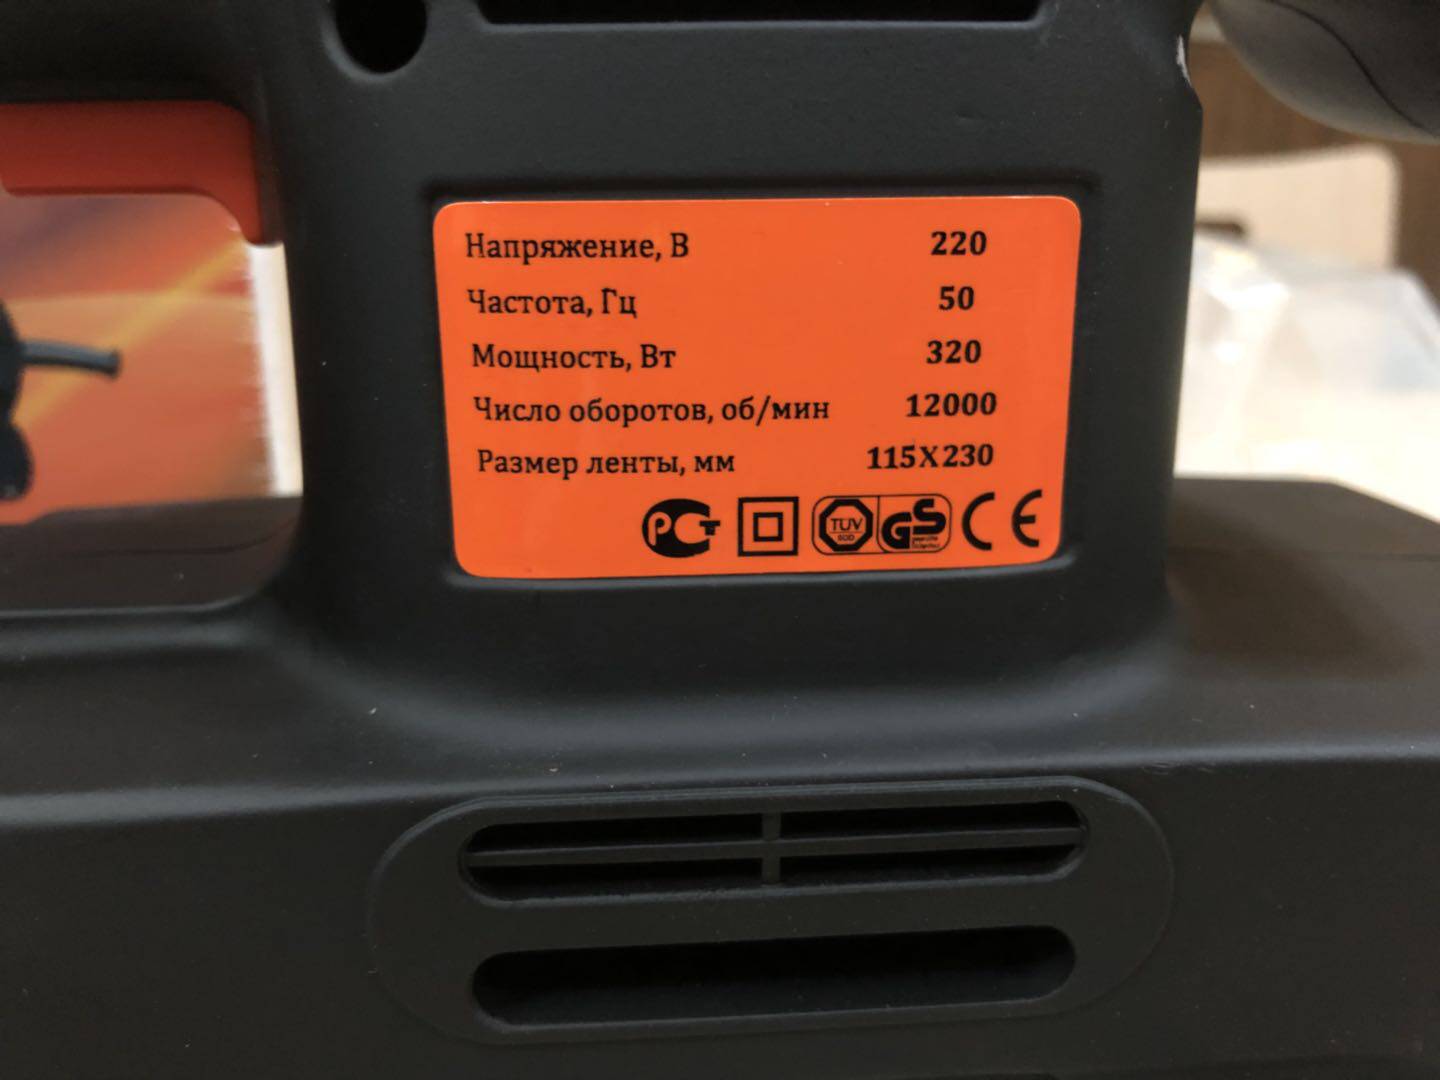 Напряжение, В 220
Частота, Гц 50
Мощность, Вт 320
Число оборотов, об/мин 12000
Размер ленты, мм 115X230
РСТ TUV GS CE